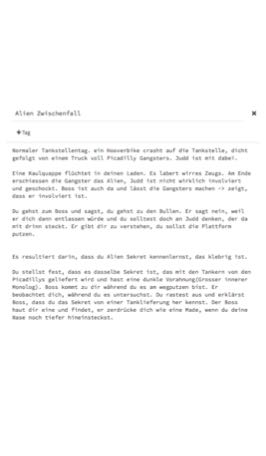 Alien Zwischenfall
×
+ Tag
Normaler Tankstellentag. ein Hooverbike crasht auf die Tankstelle, dicht
gefolgt von einem Truck voll Picadilly Gangsters. Judd ist mit dabei.
Eine Kaulquappe flüchtet in deinen Laden. Es labert wirres Zeugs. Am Ende
erschiessen die Gangster das Alien, Judd ist nicht wirklich involviert
und geschockt. Boss ist auch da und lässt die Gangsters machen -> zeigt,
dass er involviert ist.
Du gehst zum Boss und sagst, du gehst zu den Bullen. Er sagt nein, weil
er dich dann entlassen würde und du solltest doch an Judd denken, der da
mit drinn steckt. Er gibt dir zu verstehen, du sollst die Plattform
putzen.
Es resultiert darin, dass du Alien Sekret kennenlernst, das klebrig ist.
Du stellst fest, dass es dasselbe Sekret ist, das mit den Tankern von den
Picadillys geliefert wird und hast eine dunkle Vorahnung(Grosser innerer
Monolog). Boss kommt zu dir während du es am wegputzen bist. Er
beobachtet dich, während du es untersuchst. Du rastest aus und erklärst
Boss, dass du das Sekret von einer Tanklieferung her kennst. Der Boss
haut dir eine und findet, er zerdrücke dich wie eine Made, wenn du deine
Nase noch tiefer hineinsteckst.